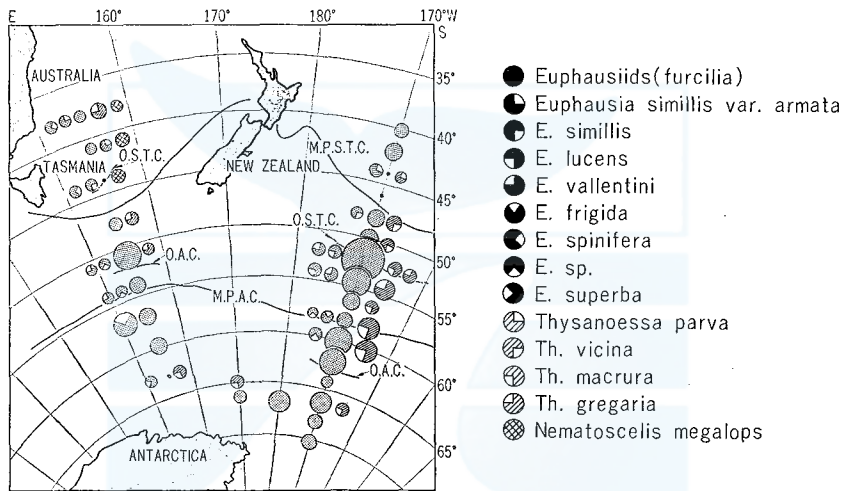 E 160° 170° 180° 170°W
S
AUSTRALIA
35°
40°
TASMANIA
O.S.T.C.
NEW ZEALAND
M.P.S.T.C.
45°
O.S.T.C.
50°
O.A.C.
M.P.A.C.
55°
O.A.C.
60°
ANTARCTICA
65°
Euphausiids(furcilia)
Euphausia simillis var. armata
E. simillis
E. lucens
E. vallentini
E. frigida
E. spinifera
E. sp.
E. superba
Thysanoessa parva
Th. vicina
Th. macrura
Th. gregaria
Nematoscelis megalops